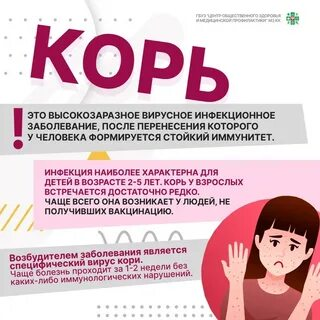 ГБУЗ "ЦЕНТР ОБЩЕСТВЕННОГО ЗДОРОВЬЯ
И МЕДИЦИНСКОЙ ПРОФИЛАКТИКИ" МЗ КК
КОРЬ
!
ЭТО ВЫСОКОЗАРАЗНОЕ ВИРУСНОЕ ИНФЕКЦИОННОЕ
ЗАБОЛЕВАНИЕ, ПОСЛЕ ПЕРЕНЕСЕНИЯ КОТОРОГО
У ЧЕЛОВЕКА ФОРМИРУЕТСЯ СТОЙКИЙ ИММУНИТЕТ.
ИНФЕКЦИЯ НАИБОЛЕЕ ХАРАКТЕРНА ДЛЯ
ДЕТЕЙ В ВОЗРАСТЕ 2-5 ЛЕТ. КОРЬ У ВЗРОСЛЫХ
ВСТРЕЧАЕТСЯ ДОСТАТОЧНО РЕДКО.
ЧАЩЕ ВСЕГО ОНА ВОЗНИКАЕТ У ЛЮДЕЙ, НЕ
ПОЛУЧИВШИХ ВАКЦИНАЦИЮ.
Возбудителем заболевания является
специфический вирус кори.
Чаще болезнь проходит за 1-2 недели без
каких-либо иммунологических нарушений.